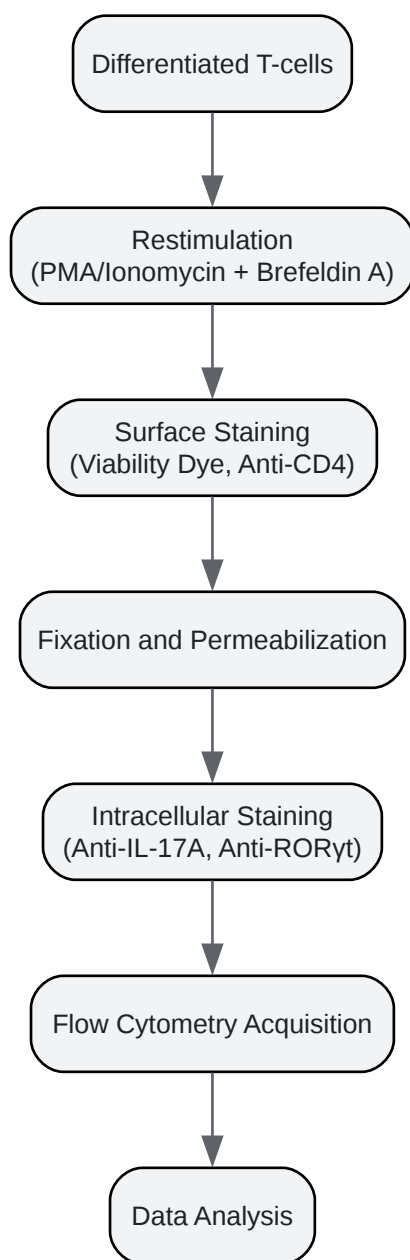 Differentiated T-cells
Restimulation
(PMA/Ionomycin + Brefeldin A)
Surface Staining
(Viability Dye, Anti-CD4)
Fixation and Permeabilization
Intracellular Staining
(Anti-IL-17A, Anti-RORγt)
Flow Cytometry Acquisition
Data Analysis